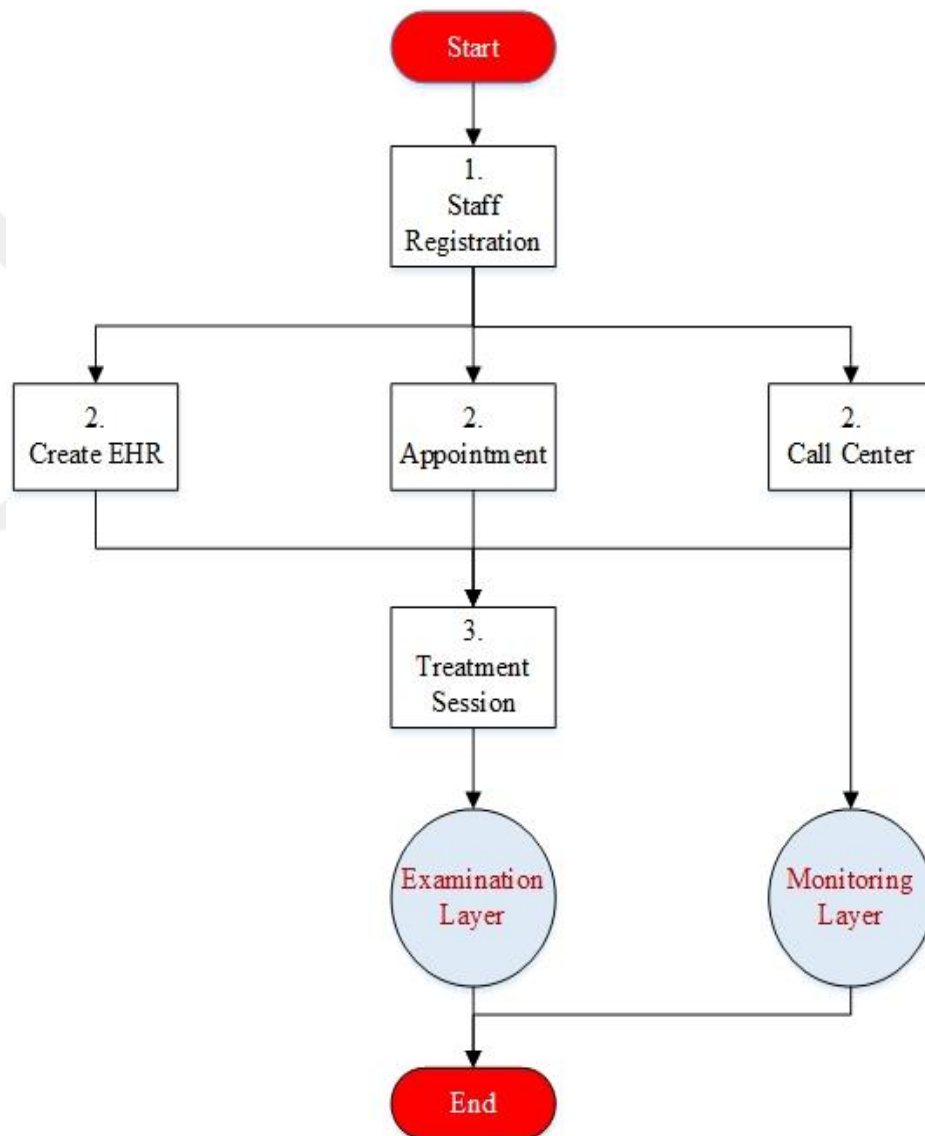 Start
1.
Staff
Registration
2.
Create EHR
2.
Appointment
2.
Call Center
3.
Treatment
Session
Examination
Layer
Monitoring
Layer
End